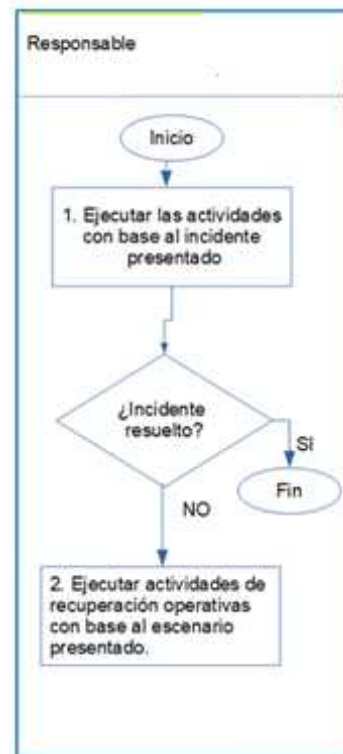 Responsable
Inicio
1. Ejecutar las actividades
con base al incidente
presentado
¿Incidente
resuelto?
SI
Fin
NO
2. Ejecutar actividades de
recuperación operativas
con base al escenario
presentado.